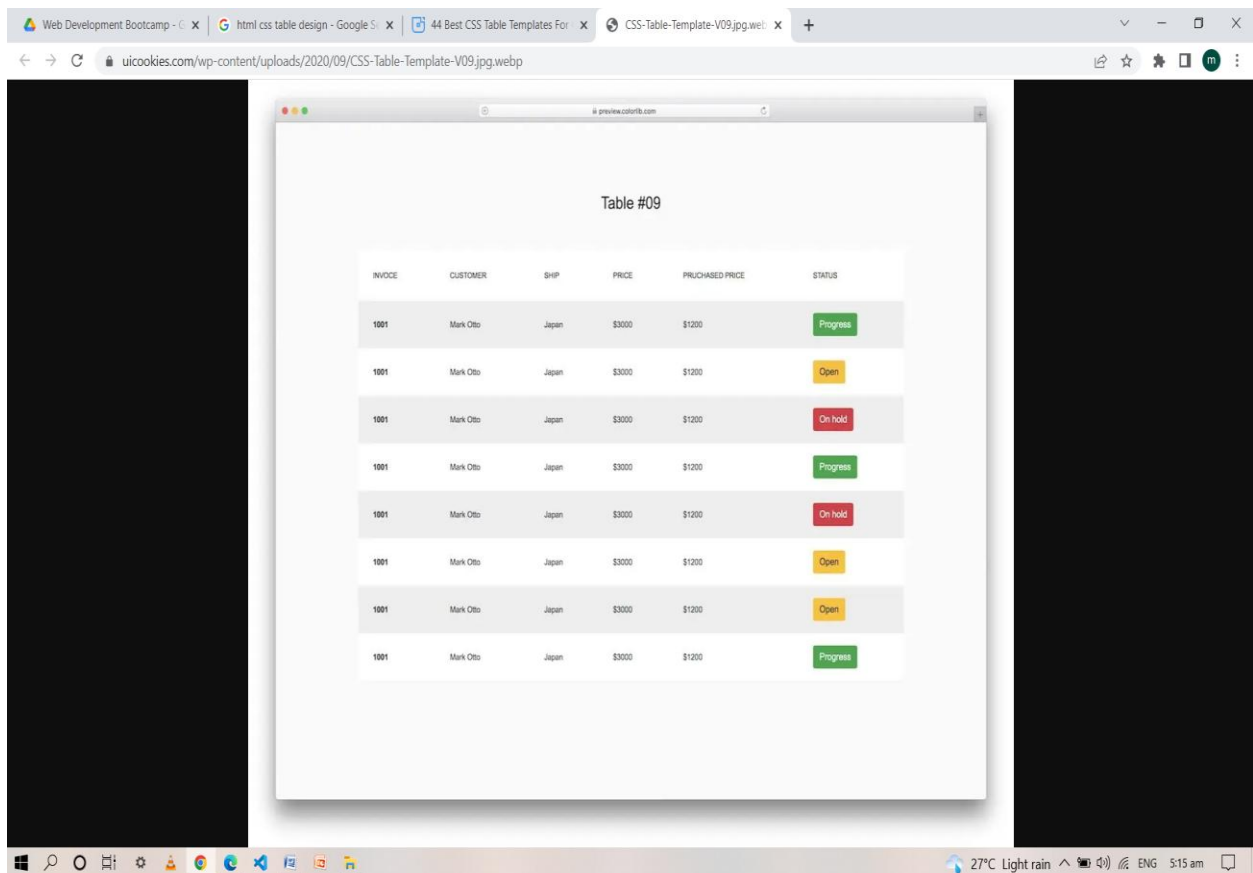 Web Development Bootcamp - G
html css table design - Google Se
44 Best CSS Table Templates For
CSS-Table-Template-V09.jpg.web
uicookies.com/wp-content/uploads/2020/09/CSS-Table-Template-V09.jpg.webp
m
preview.colorlib.com
Table #09
INVOCE CUSTOMER SHIP PRICE PRUCHASED PRICE STATUS
1001 Mark Otto Japan $3000 $1200 Progress
1001 Mark Otto Japan $3000 $1200 Open
1001 Mark Otto Japan $3000 $1200 On hold
1001 Mark Otto Japan $3000 $1200 Progress
1001 Mark Otto Japan $3000 $1200 On hold
1001 Mark Otto Japan $3000 $1200 Open
1001 Mark Otto Japan $3000 $1200 Open
1001 Mark Otto Japan $3000 $1200 Progress
27°C Light rain ENG 5:15 am